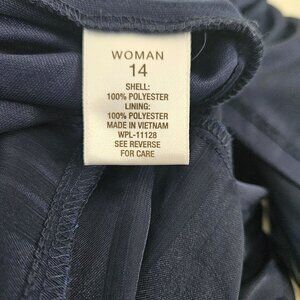 WOMAN
14
SHELL:
100% POLYESTER
LINING:
100% POLYESTER
MADE IN VIETNAM
WPL-11128
SEE REVERSE
FOR CARE